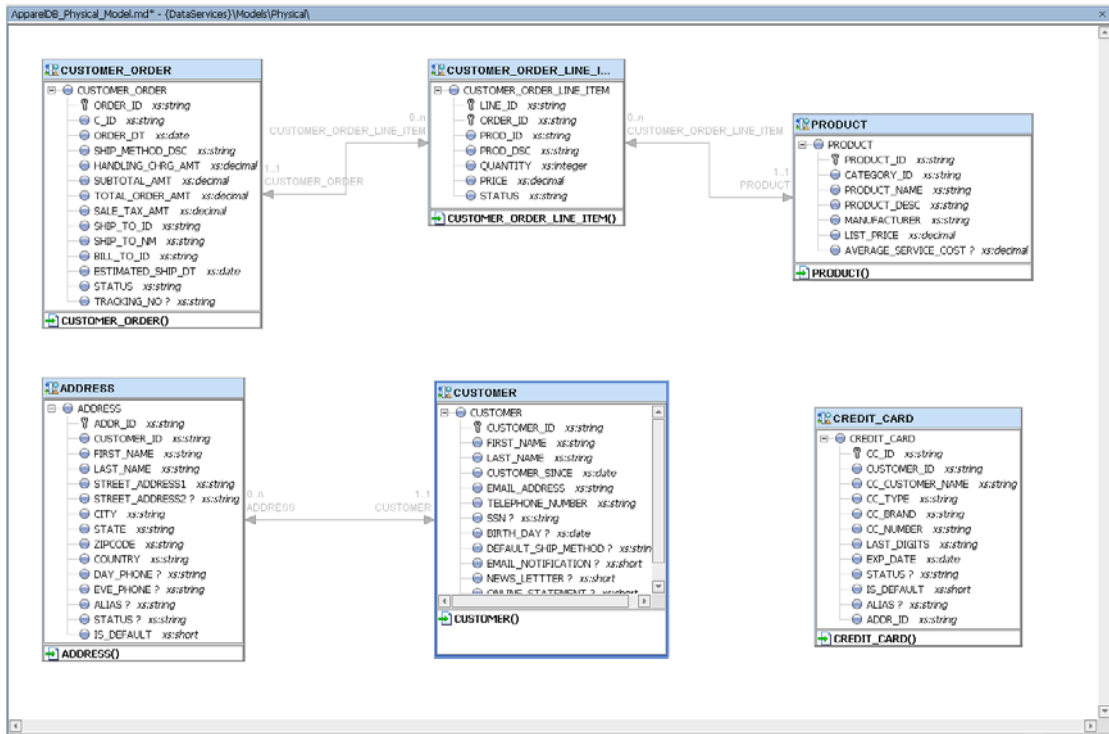 ApparelDB_Physical_Model.md* - {DataServices}\Models\Physical\
CUSTOMER_ORDER
CUSTOMER_ORDER
ORDER_ID xs:string
C_ID xs:string
ORDER_DT xs:date
SHIP_METHOD_DSC xs:string
HANDLING_CHRG_AMT xs:decimal
SUBTOTAL_AMT xs:decimal
TOTAL_ORDER_AMT xs:decimal
SALE_TAX_AMT xs:decimal
SHIP_TO_ID xs:string
SHIP_TO_NM xs:string
BILL_TO_ID xs:string
ESTIMATED_SHIP_DT xs:date
STATUS xs:string
TRACKING_NO ? xs:string
CUSTOMER_ORDER()
0..n
CUSTOMER_ORDER_LINE_ITEM
1..1
CUSTOMER_ORDER
CUSTOMER_ORDER_LINE_I...
CUSTOMER_ORDER_LINE_ITEM
LINE_ID xs:string
ORDER_ID xs:string
PROD_ID xs:string
PROD_DSC xs:string
QUANTITY xs:integer
PRICE xs:decimal
STATUS xs:string
CUSTOMER_ORDER_LINE_ITEM()
0..n
CUSTOMER_ORDER_LINE_ITEM
1..1
PRODUCT
PRODUCT
PRODUCT
PRODUCT_ID xs:string
CATEGORY_ID xs:string
PRODUCT_NAME xs:string
PRODUCT_DESC xs:string
MANUFACTURER xs:string
LIST_PRICE xs:decimal
AVERAGE_SERVICE_COST ? xs:decimal
PRODUCT()
ADDRESS
ADDRESS
ADDR_ID xs:string
CUSTOMER_ID xs:string
FIRST_NAME xs:string
LAST_NAME xs:string
STREET_ADDRESS1 xs:string
STREET_ADDRESS2 ? xs:string
CITY xs:string
STATE xs:string
ZIPCODE xs:string
COUNTRY xs:string
DAY_PHONE ? xs:string
EVE_PHONE ? xs:string
ALIAS ? xs:string
STATUS ? xs:string
IS_DEFAULT xs:short
ADDRESS()
0..n
ADDRESS
1..1
CUSTOMER
CUSTOMER
CUSTOMER
CUSTOMER_ID xs:string
FIRST_NAME xs:string
LAST_NAME xs:string
CUSTOMER_SINCE xs:date
EMAIL_ADDRESS xs:string
TELEPHONE_NUMBER xs:string
SSN ? xs:string
BIRTH_DAY ? xs:date
DEFAULT_SHIP_METHOD ? xs:strin
EMAIL_NOTIFICATION ? xs:short
NEWS_LETTTER ? xs:short
ONLINE_STATEMENT ? xs:short
CUSTOMER()
CREDIT_CARD
CREDIT_CARD
CC_ID xs:string
CUSTOMER_ID xs:string
CC_CUSTOMER_NAME xs:string
CC_TYPE xs:string
CC_BRAND xs:string
CC_NUMBER xs:string
LAST_DIGITS xs:string
EXP_DATE xs:date
STATUS ? xs:string
IS_DEFAULT xs:short
ALIAS ? xs:string
ADDR_ID xs:string
CREDIT_CARD()